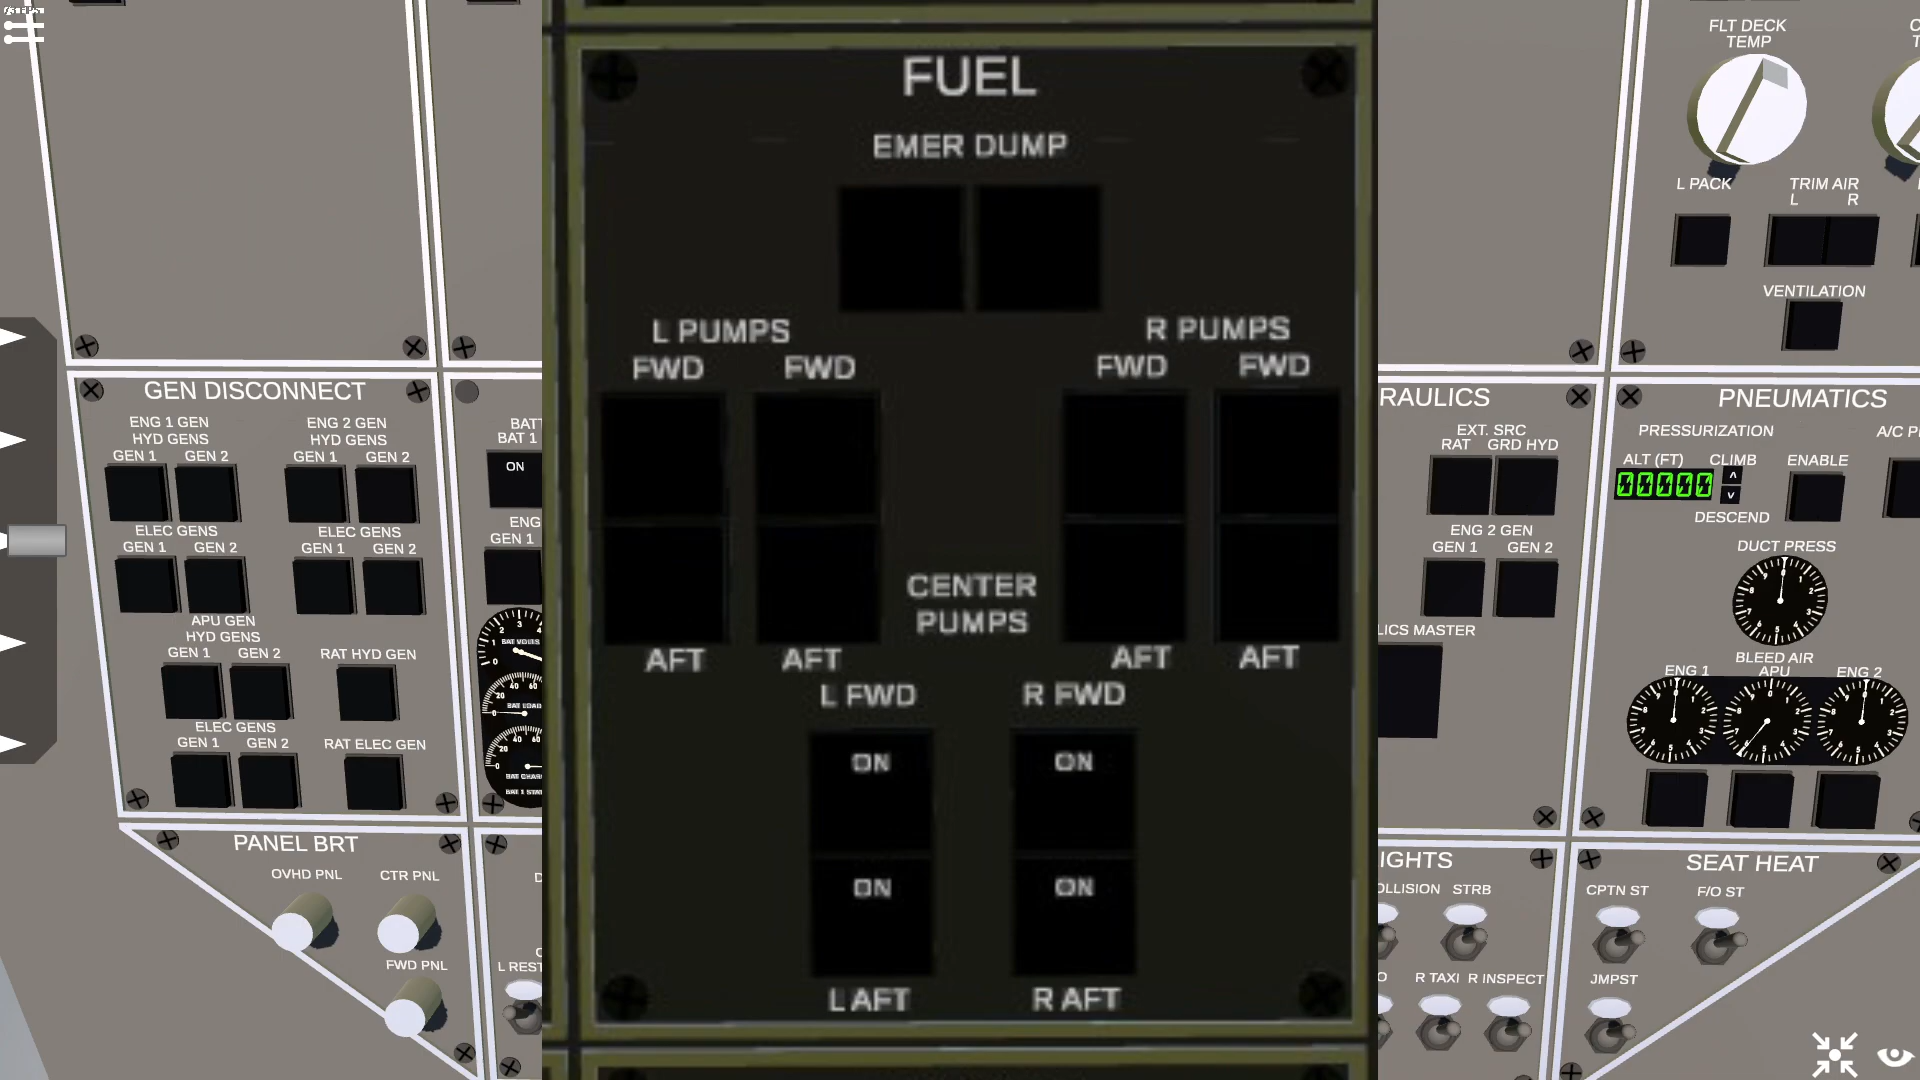 FLT DECK
TEMP
L PACK
TRIM AIR
L R
VENTILATION
FUEL
EMER DUMP
L PUMPS
FWD FWD
R PUMPS
FWD FWD
CENTER
PUMPS
AFT AFT
AFT AFT
L FWD R FWD
ON ON
ON ON
L AFT R AFT
GEN DISCONNECT
ENG 1 GEN
HYD GENS
GEN 1 GEN 2
ENG 2 GEN
HYD GENS
GEN 1 GEN 2
ELEC GENS
GEN 1 GEN 2
ELEC GENS
GEN 1 GEN 2
APU GEN
HYD GENS
GEN 1 GEN 2
RAT HYD GEN
ELEC GENS
GEN 1 GEN 2
RAT ELEC GEN
BATT
BAT 1
ON
ENG
GEN 1
BAT VOLTS
PANEL BRT
OVHD PNL CTR PNL
FWD PNL
L REST
RAULICS
EXT. SRC
RAT GRD HYD
ENG 2 GEN
GEN 1 GEN 2
LICS MASTER
PNEUMATICS
PRESSURIZATION
A/C P
ALT (FT) CLIMB
ENABLE
DESCEND
DUCT PRESS
BLEED AIR
ENG 1 APU ENG 2
IGHTS
OLLISION STRB
O R TAXI R INSPECT
SEAT HEAT
CPTN ST F/O ST
JMPST